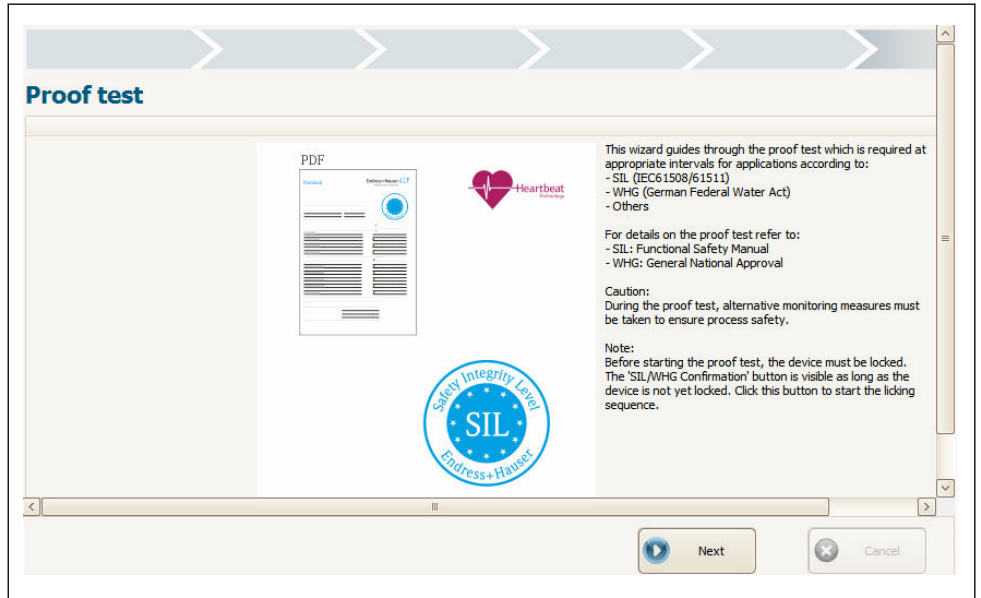 Proof test
PDF
Endress+Hauser
Heartbeat
Technology
Safety Integrity Level
SIL
Endress+Hauser
This wizard guides through the proof test which is required at
appropriate intervals for applications according to:
- SIL (IEC61508/61511)
- WHG (German Federal Water Act)
- Others
For details on the proof test refer to:
- SIL: Functional Safety Manual
- WHG: General National Approval
Caution:
During the proof test, alternative monitoring measures must
be taken to ensure process safety.
Note:
Before starting the proof test, the device must be locked.
The 'SIL/WHG Confirmation' button is visible as long as the
device is not yet locked. Click this button to start the licking
sequence.
Next
Cancel